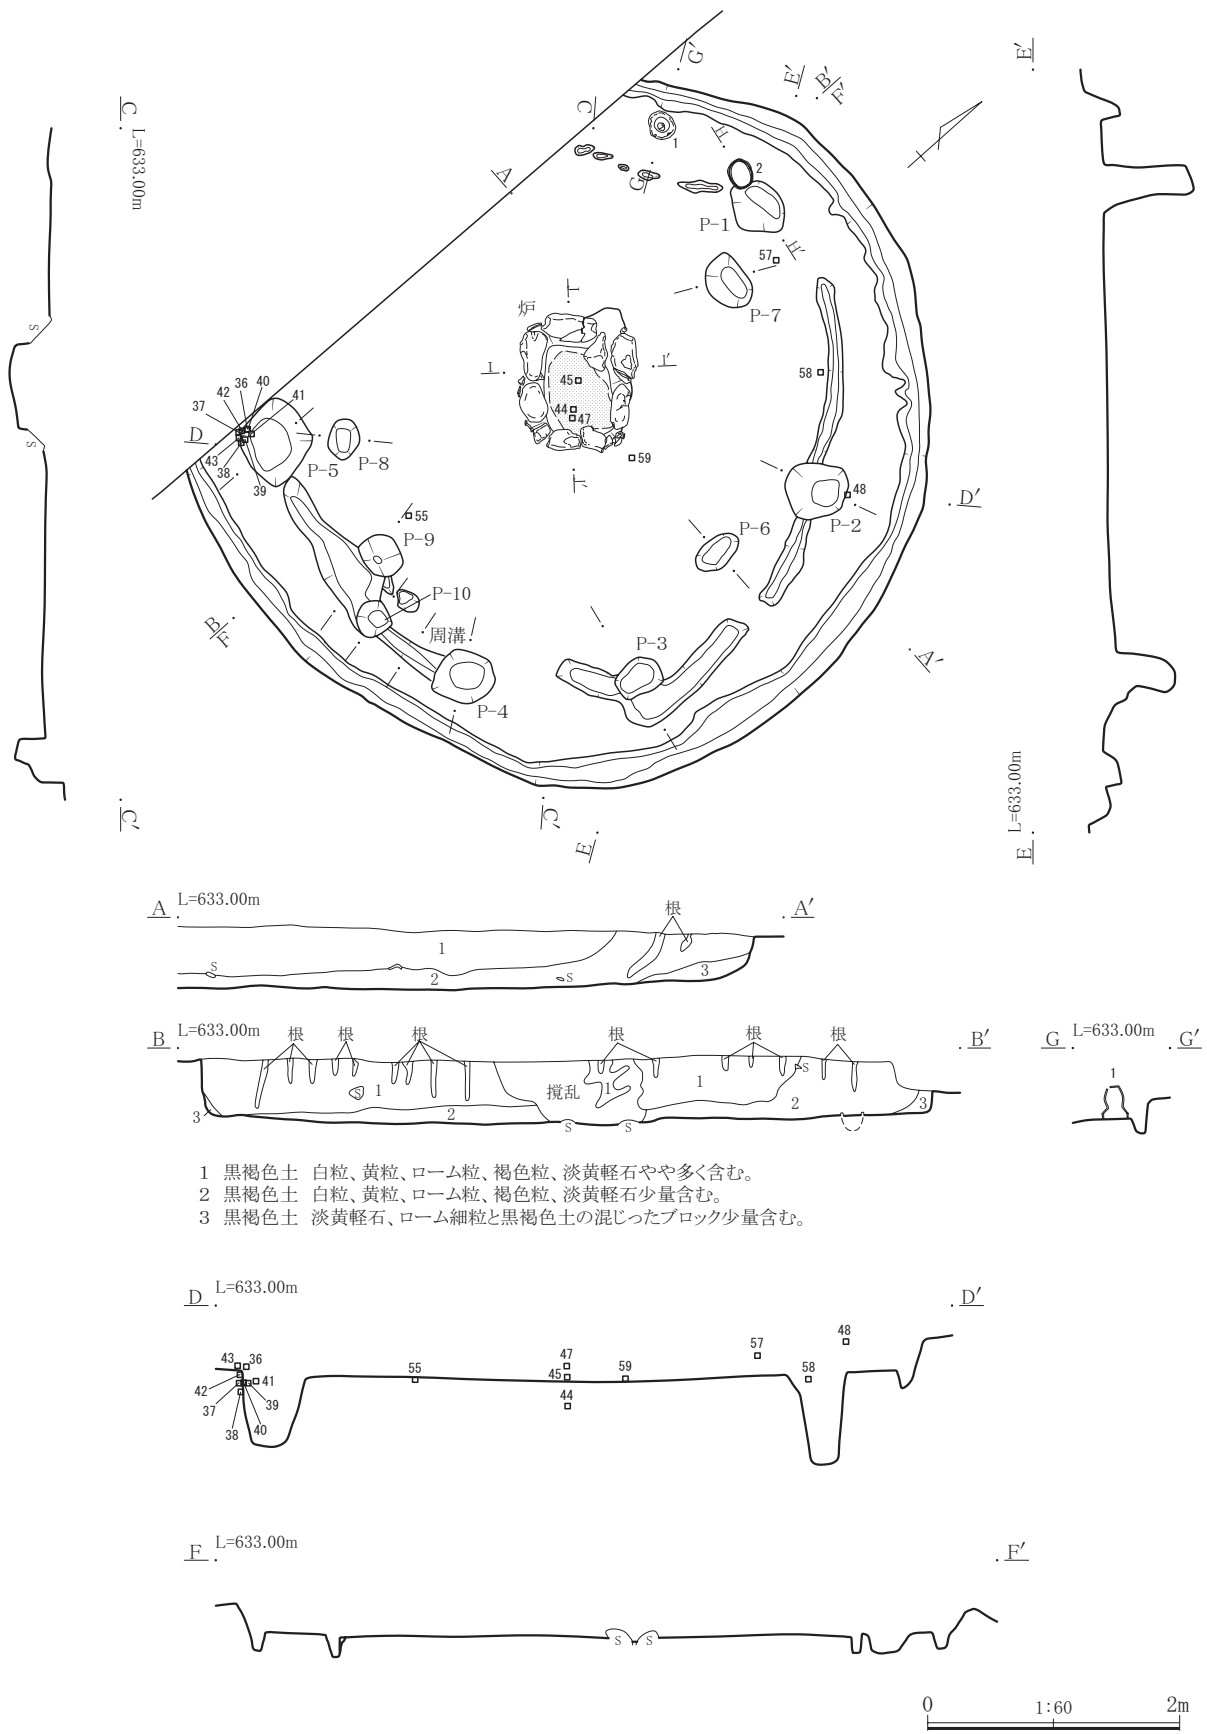 C
L=633.00m
C′
C
G′
E′
B′
F′
E′
1
H
2
G
A
P-1
57
H′
P-7
炉
I
I
I′
58
45
44
47
59
I′
42
36
40
41
37
D
43
38
39
P-5
P-8
55
P-9
P-10
周溝
P-4
48
P-2
D′
P-6
P-3
B
F
A′
C′
E
L=633.00m
E
A
L=633.00m
根
A′
1
S
2
S
3
B
L=633.00m
根 根 根 根 根 根
B′
3
S
1
2
撹乱
1
1
S
2
3
S
S
G
L=633.00m
G′
1
1 黒褐色土 白粒、黄粒、ローム粒、褐色粒、淡黄軽石やや多く含む。
2 黒褐色土 白粒、黄粒、ローム粒、褐色粒、淡黄軽石少量含む。
3 黒褐色土 淡黄軽石、ローム細粒と黒褐色土の混じったブロック少量含む。
D
L=633.00m
D′
43
36
42
41
37
39
38
40
55
47
45
59
44
57
48
58
F
L=633.00m
F′
S
S
0
1:60
2m
S
S